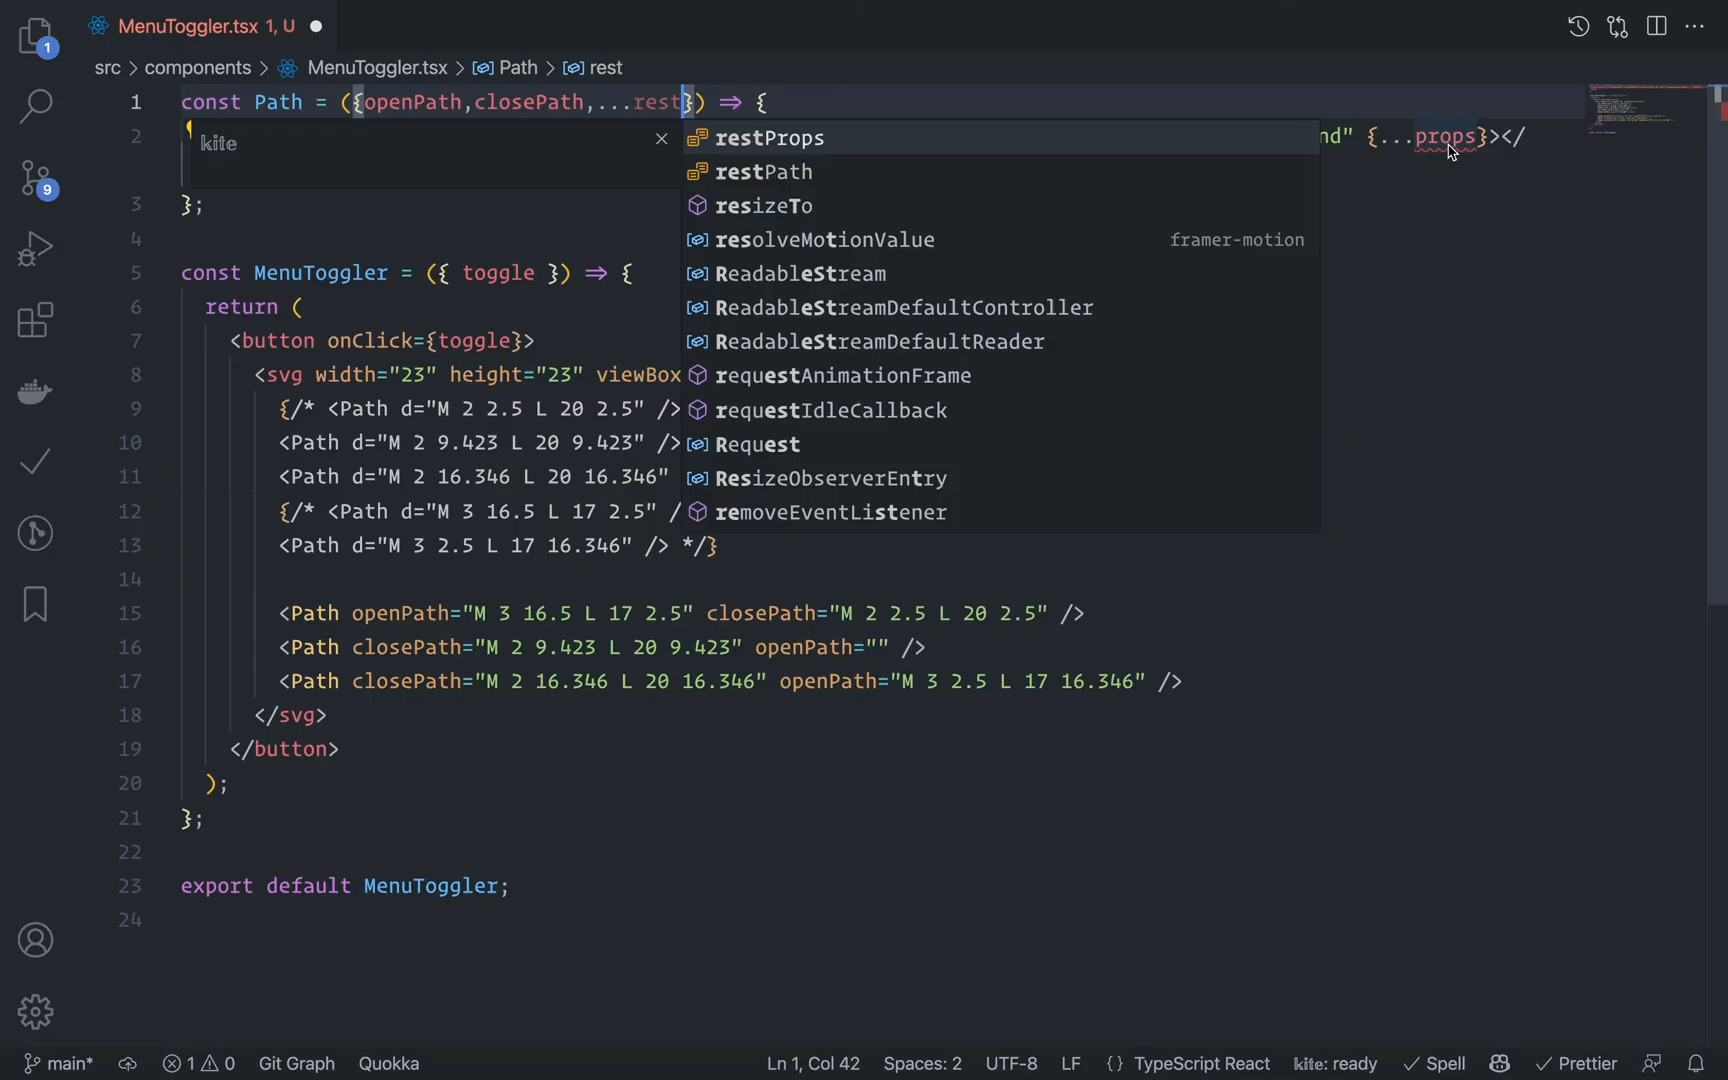 MenuToggler.tsx 1, U
1
src > components > MenuToggler.tsx > Path > rest
1 const Path = ({openPath,closePath,...rest}) => {
2 nd" {...props}></
kite
restProps
restPath
resizeTo
resolveMotionValue framer-motion
ReadableStream
ReadableStreamDefaultController
ReadableStreamDefaultReader
requestAnimationFrame
requestIdleCallback
Request
ResizeObserverEntry
removeEventListener
9
3 };
4
5 const MenuToggler = ({ toggle }) => {
6 return (
7 <button onClick={toggle}>
8 <svg width="23" height="23" viewBox
9 {/* <Path d="M 2 2.5 L 20 2.5" />
10 <Path d="M 2 9.423 L 20 9.423" />
11 <Path d="M 2 16.346 L 20 16.346"
12 {/* <Path d="M 3 16.5 L 17 2.5" /
13 <Path d="M 3 2.5 L 17 16.346" /> */}
14
15 <Path openPath="M 3 16.5 L 17 2.5" closePath="M 2 2.5 L 20 2.5" />
16 <Path closePath="M 2 9.423 L 20 9.423" openPath="" />
17 <Path closePath="M 2 16.346 L 20 16.346" openPath="M 3 2.5 L 17 16.346" />
18 </svg>
19 </button>
20 );
21 };
22
23 export default MenuToggler;
24
main* 1 0 Git Graph Quokka Ln 1, Col 42 Spaces: 2 UTF-8 LF {} TypeScript React kite: ready Spell Prettier